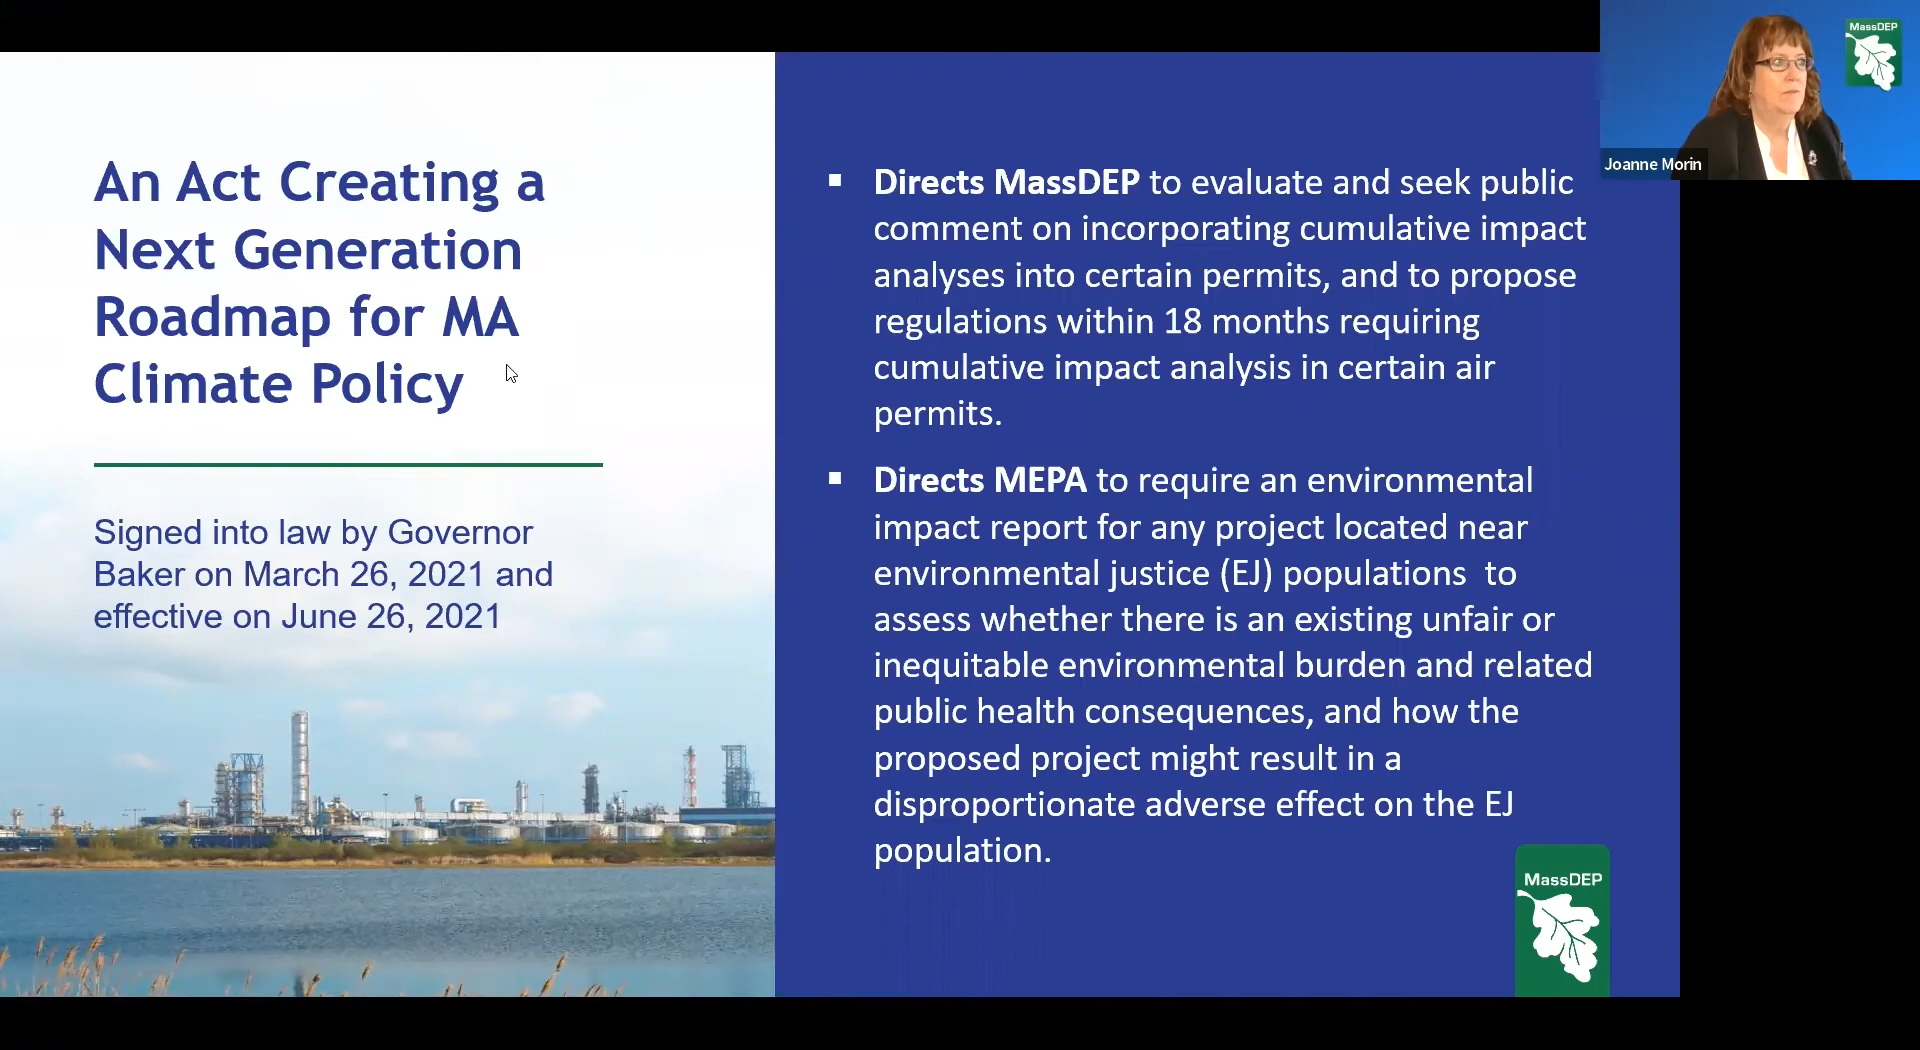 An Act Creating a
Next Generation
Roadmap for MA
Climate Policy
Signed into law by Governor
Baker on March 26, 2021 and
effective on June 26, 2021
▪ Directs MassDEP to evaluate and seek public
comment on incorporating cumulative impact
analyses into certain permits, and to propose
regulations within 18 months requiring
cumulative impact analysis in certain air
permits.
▪ Directs MEPA to require an environmental
impact report for any project located near
environmental justice (EJ) populations  to
assess whether there is an existing unfair or
inequitable environmental burden and related
public health consequences, and how the
proposed project might result in a
disproportionate adverse effect on the EJ
population.
MassDEP
MassDEP
Joanne Morin